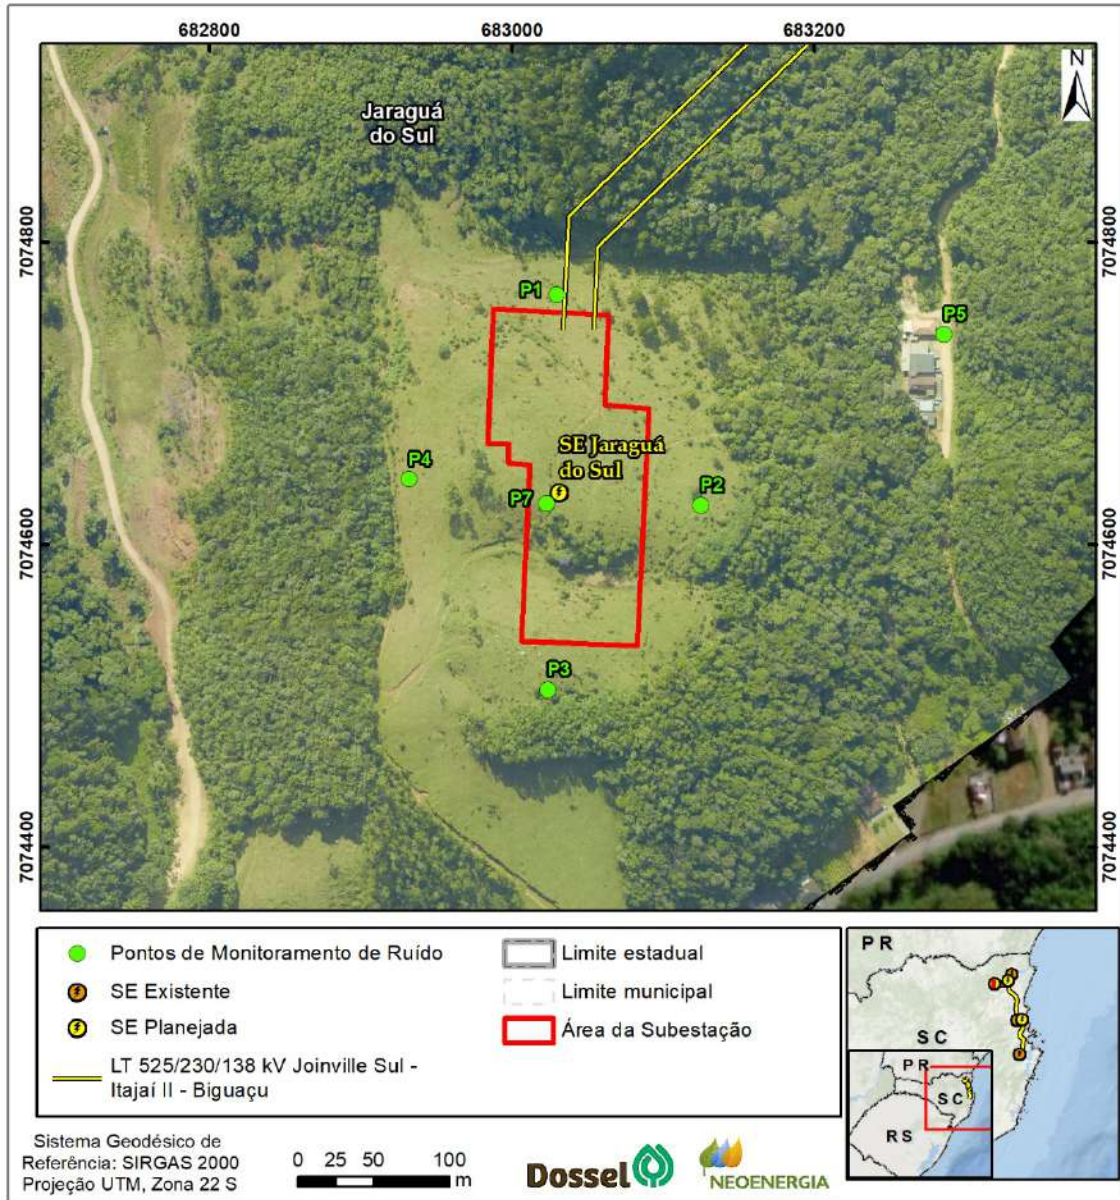 682800
683000
683200
N
Jaraguá
do Sul
7074800
7074800
P1
P5
SE Jaraguá
do Sul
P4
P7
P2
7074600
7074600
P3
7074400
7074400
Pontos de Monitoramento de Ruído
SE Existente
SE Planejada
LT 525/230/138 kV Joinville Sul -
Itajaí II - Biguaçu
Limite estadual
Limite municipal
Área da Subestação
PR
SC
PR
SC
RS
Sistema Geodésico de
Referência: SIRGAS 2000
Projeção UTM, Zona 22 S
0 25 50 100
m
Dossel
NEOENERGIA